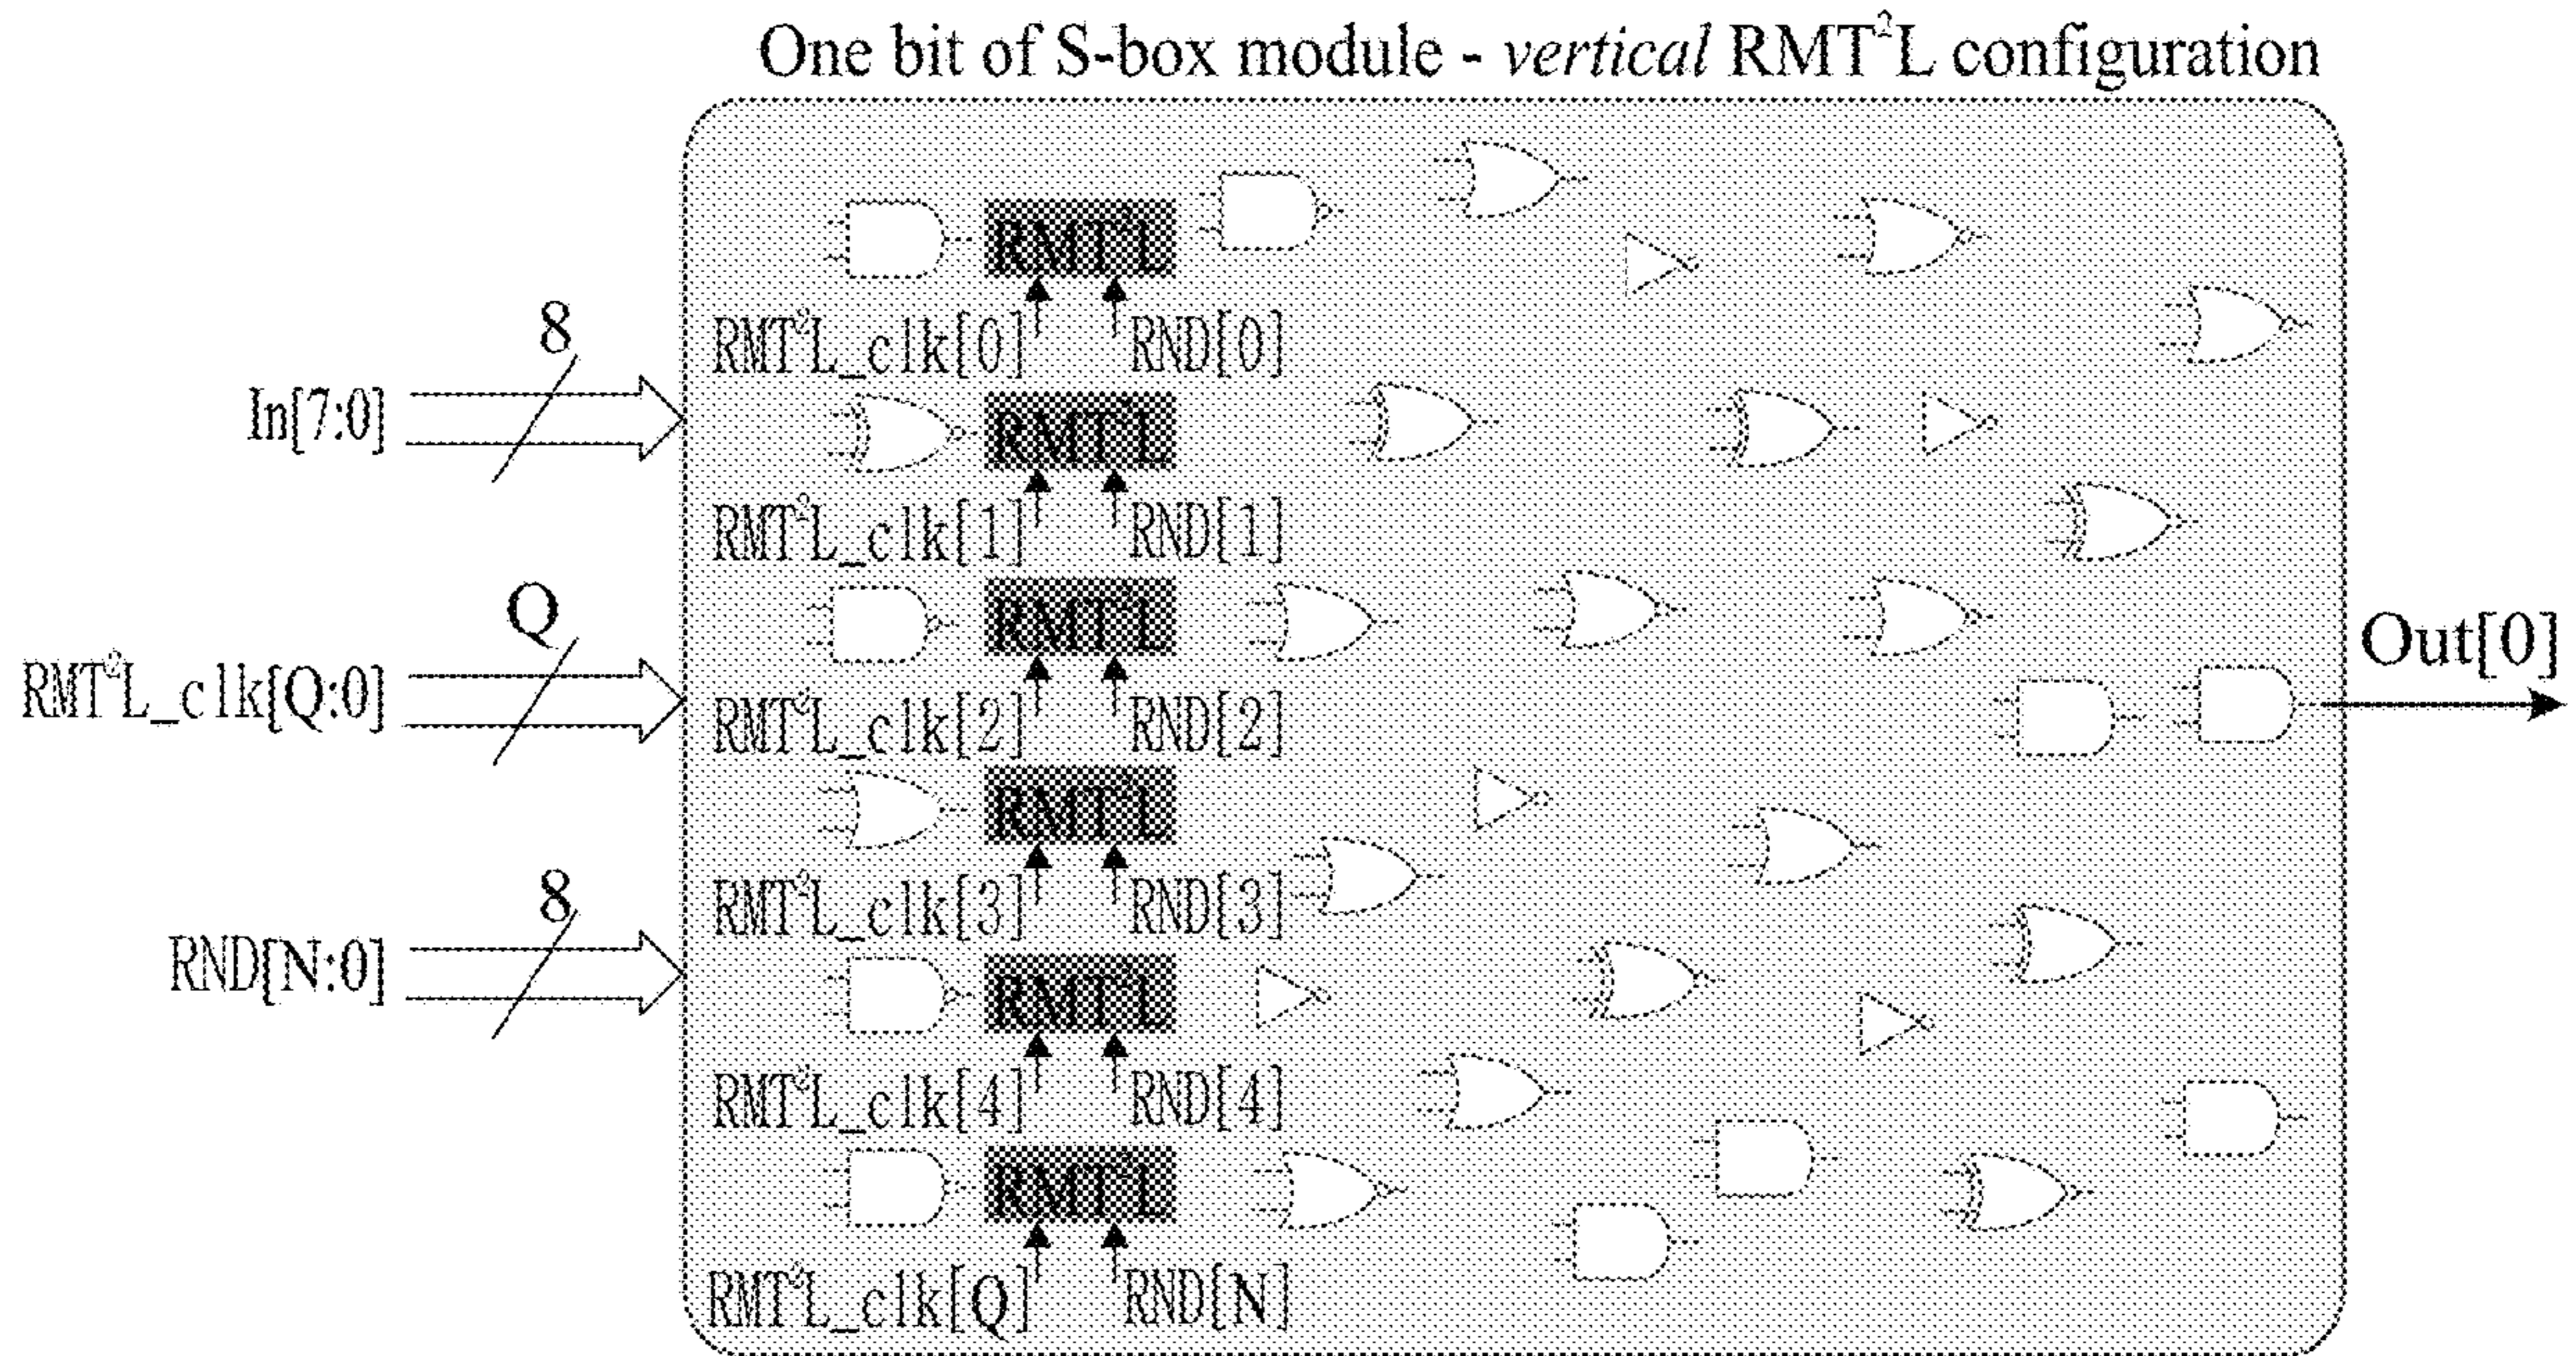 One bit of S-box module - vertical RMT²L configuration
RMT²L
RMT²L_clk[0] RND[0]
8
In[7:0]
RMT²L
RMT²L_clk[1] RND[1]
Q
RMT²L
Out[0]
RMT²L_clk[Q:0]
RMT²L_clk[2] RND[2]
RMT²L
8
RMT²L_clk[3] RND[3]
RND[N:0]
RMT²L
RMT²L_clk[4] RND[4]
RMT²L
RMT²L_clk[Q] RND[N]